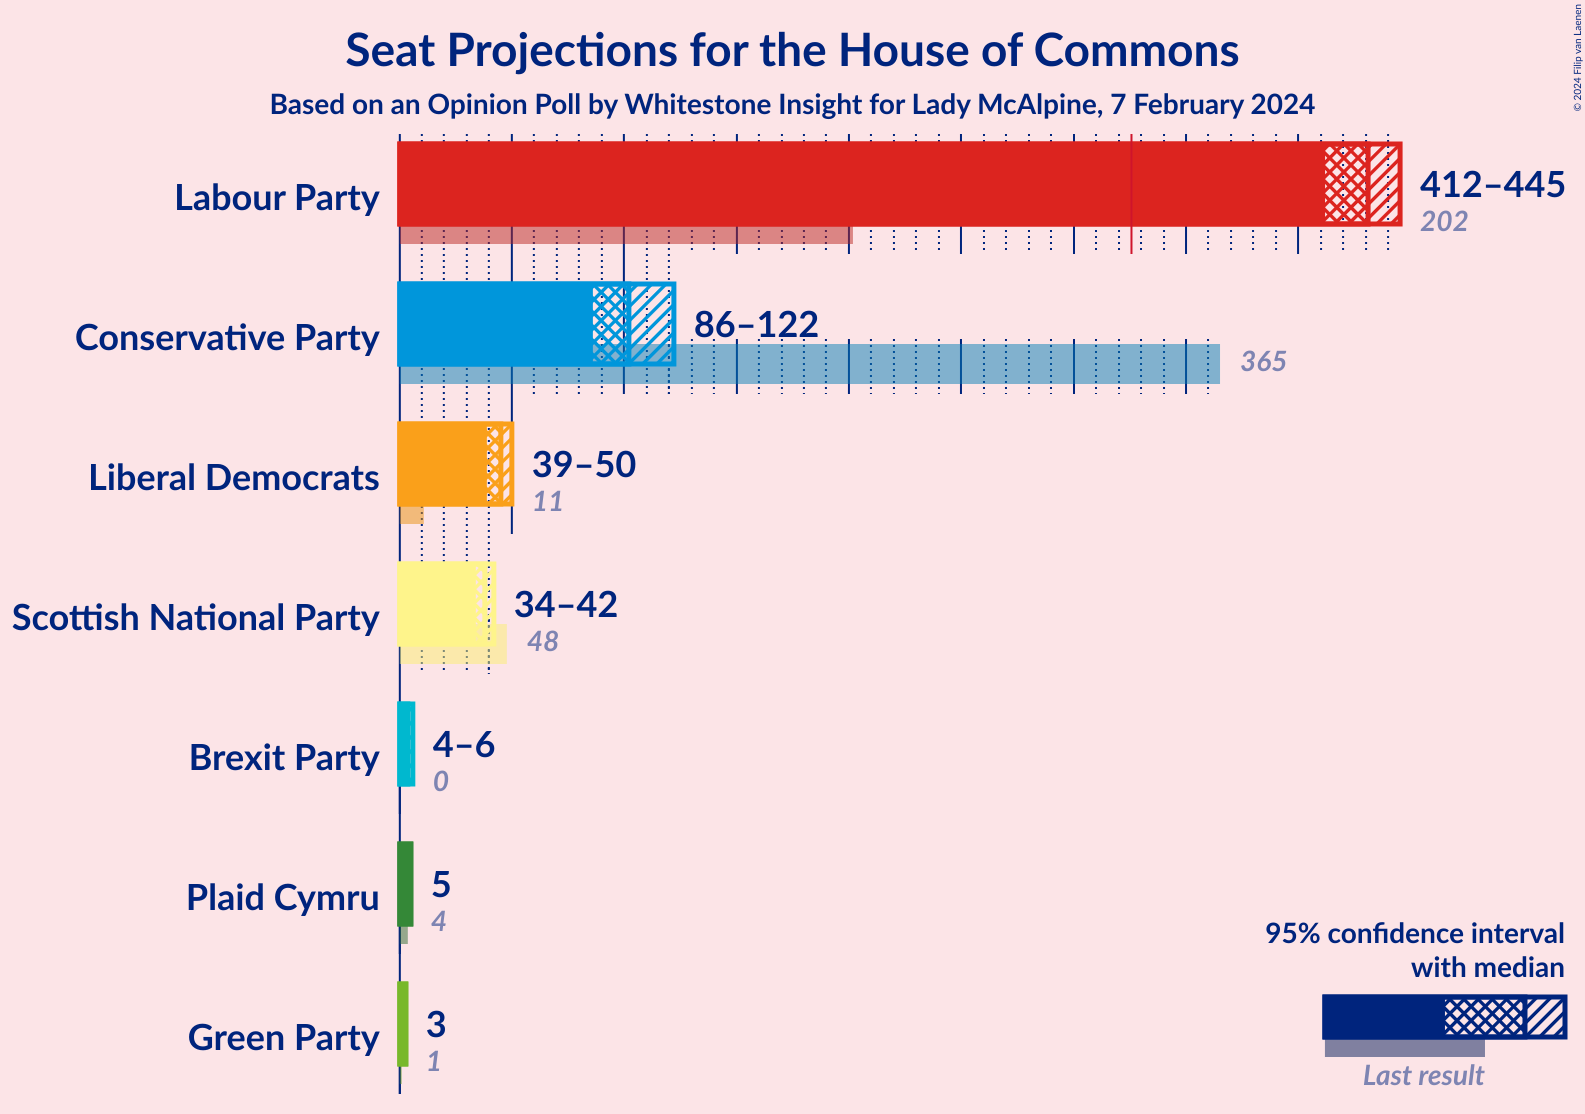 Seat Projections for the House of Commons
Based on an Opinion Poll by Whitestone Insight for Lady McAlpine, 7 February 2024
© 2024 Filip van Laenen
Labour Party
412–445
202
Conservative Party
86–122
365
Liberal Democrats
39–50
11
Scottish National Party
34–42
48
Brexit Party
4–6
0
Plaid Cymru
5
4
Green Party
3
1
95% confidence interval
with median
Last result